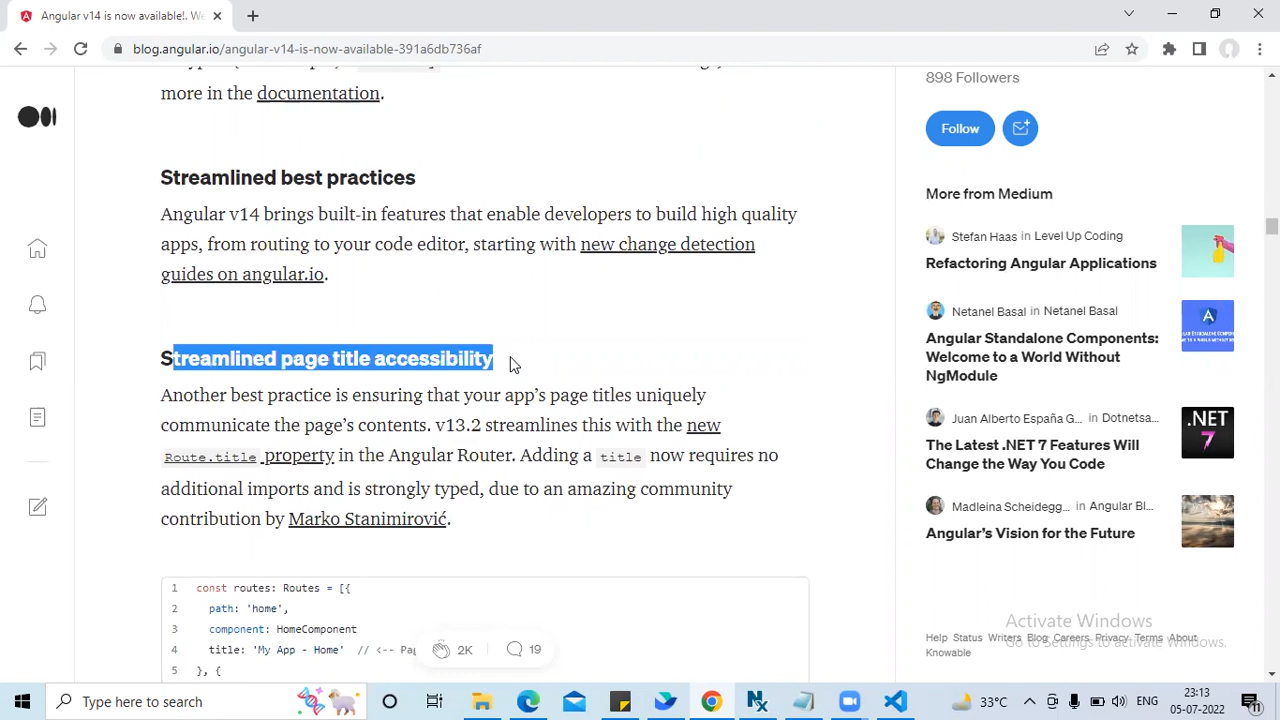 Angular v14 is now available!. We
blog.angular.io/angular-v14-is-now-available-391a6db736af
more in the documentation.
Streamlined best practices
Angular v14 brings built-in features that enable developers to build high quality
apps, from routing to your code editor, starting with new change detection
guides on angular.io.
Streamlined page title accessibility
Another best practice is ensuring that your app’s page titles uniquely
communicate the page’s contents. v13.2 streamlines this with the new
Route.title property in the Angular Router. Adding a title now requires no
additional imports and is strongly typed, due to an amazing community
contribution by Marko Stanimirović.
1 const routes: Routes = [{
2 path: 'home',
3 component: HomeComponent
4 title: 'My App - Home' // <-- Pag
5 }, {
2K 19
898 Followers
Follow
More from Medium
Stefan Haas in Level Up Coding
Refactoring Angular Applications
Netanel Basal in Netanel Basal
Angular Standalone Components:
Welcome to a World Without
NgModule
Juan Alberto España G... in Dotnetsa...
The Latest .NET 7 Features Will
Change the Way You Code
.NET
7
Madleina Scheidegg... in Angular Bl...
Angular’s Vision for the Future
Activate Windows
Go to Settings to activate Windows.
Help Status Writers Blog Careers Privacy Terms About
Knowable
Type here to search
33°C
ENG
23:13
05-07-2022
11